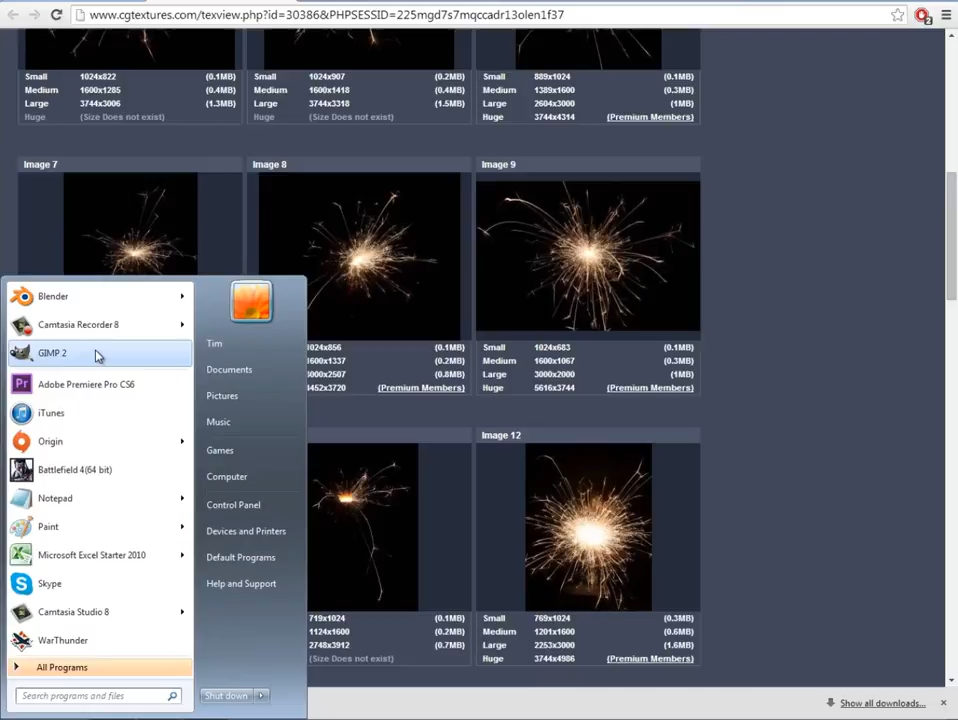 www.cgtextures.com/texview.php?id=30386&PHPSESSID=225mgd7s7mqccadr13olen1f37
2
Small 1024x822 (0.1MB)
Medium 1600x1285 (0.4MB)
Large 3744x3006 (1.3MB)
Huge (Size Does not exist)
Small 1024x907 (0.2MB)
Medium 1600x1418 (0.4MB)
Large 3744x3318 (1.5MB)
Huge (Size Does not exist)
Small 889x1024 (0.1MB)
Medium 1389x1600 (0.3MB)
Large 2604x3000 (1MB)
Huge 3744x4314 (Premium Members)
Image 7
Image 8
Image 9
1024x856 (0.1MB)
1600x1337 (0.2MB)
3000x2507 (0.8MB)
4452x3720 (Premium Members)
Small 1024x683 (0.1MB)
Medium 1600x1067 (0.3MB)
Large 3000x2000 (1MB)
Huge 5616x3744 (Premium Members)
Image 12
719x1024 (0.1MB)
1124x1600 (0.2MB)
2748x3912 (0.7MB)
(Size Does not exist)
Small 769x1024 (0.3MB)
Medium 1201x1600 (0.6MB)
Large 2253x3000 (1.6MB)
Huge 3744x4986 (Premium Members)
Blender
Camtasia Recorder 8
GIMP 2
Pr Adobe Premiere Pro CS6
iTunes
Origin
Battlefield 4(64 bit)
Notepad
Paint
Microsoft Excel Starter 2010
Skype
Camtasia Studio 8
WarThunder
All Programs
Search programs and files
Tim
Documents
Pictures
Music
Games
Computer
Control Panel
Devices and Printers
Default Programs
Help and Support
Shut down
Show all downloads...